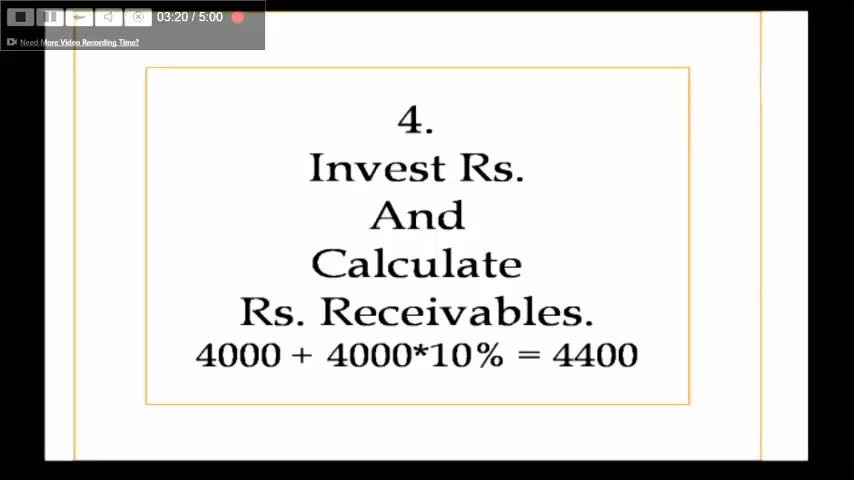 03:20 / 5:00
Need More Video Recording Time?
4.
Invest Rs.
And
Calculate
Rs. Receivables.
4000 + 4000*10% = 4400